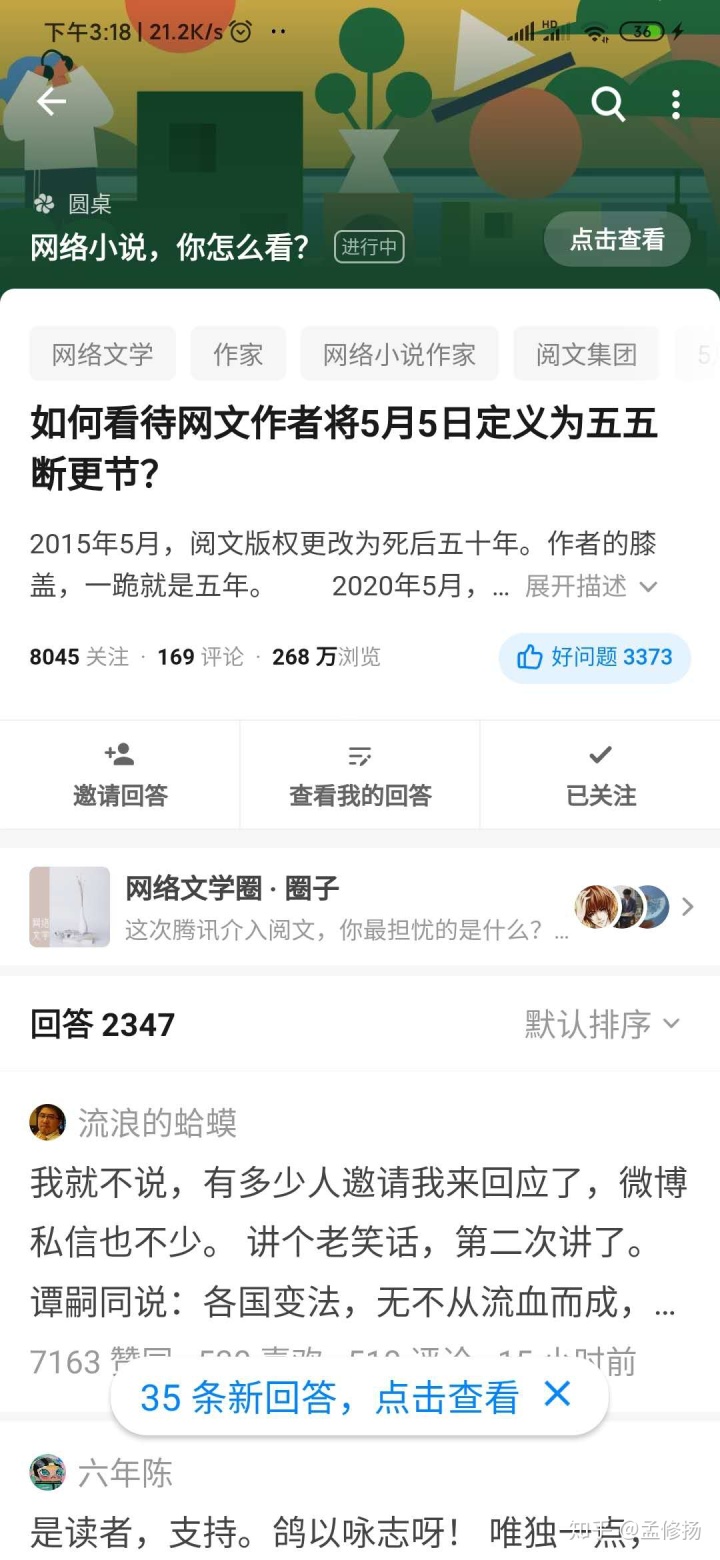 下午3:18 | 21.2K/s
HD
36
圆桌
网络小说，你怎么看？ 进行中 点击查看
网络文学 作家 网络小说作家 阅文集团 5
如何看待网文作者将5月5日定义为五五
断更节？
2015年5月，阅文版权更改为死后五十年。作者的膝
盖，一跪就是五年。 2020年5月，... 展开描述
8045 关注 · 169 评论 · 268 万浏览 好问题 3373
邀请回答 查看我的回答 已关注
网络文学圈 · 圈子
这次腾讯介入阅文，你最担忧的是什么？...
回答 2347 默认排序
流浪的蛤蟆
我就不说，有多少人邀请我来回应了，微博
私信也不少。 讲个老笑话，第二次讲了。
谭嗣同说：各国变法，无不从流血而成，...
7163 赞同 小时前
35 条新回答，点击查看 ×
六年陈
是读者，支持。鸽以咏志呀！ 唯独一点，
知乎 @孟修扬